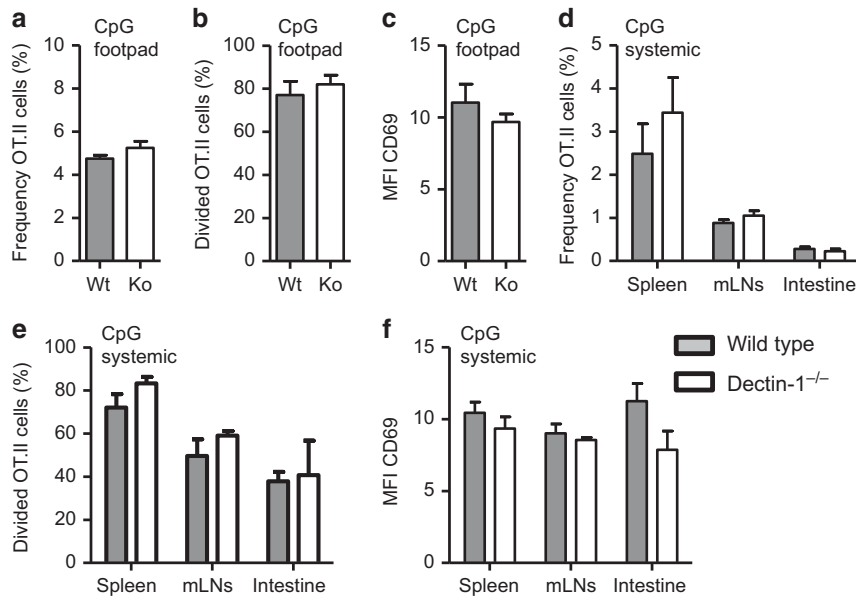 a
CpG
footpad
Frequency OT.II cells (%)
10
8
6
4
2
0
Wt Ko
b
CpG
footpad
Divided OT.II cells (%)
100
80
60
40
20
0
Wt Ko
c
CpG
footpad
MFI CD69
15
10
5
0
Wt Ko
d
CpG
systemic
Frequency OT.II cells (%)
5
4
3
2
1
0
Spleen mLNs Intestine
e
CpG
systemic
Divided OT.II cells (%)
100
80
60
40
20
0
Spleen mLNs Intestine
f
CpG
systemic
MFI CD69
15
10
5
0
Spleen mLNs Intestine
Wild type
Dectin-1–/–